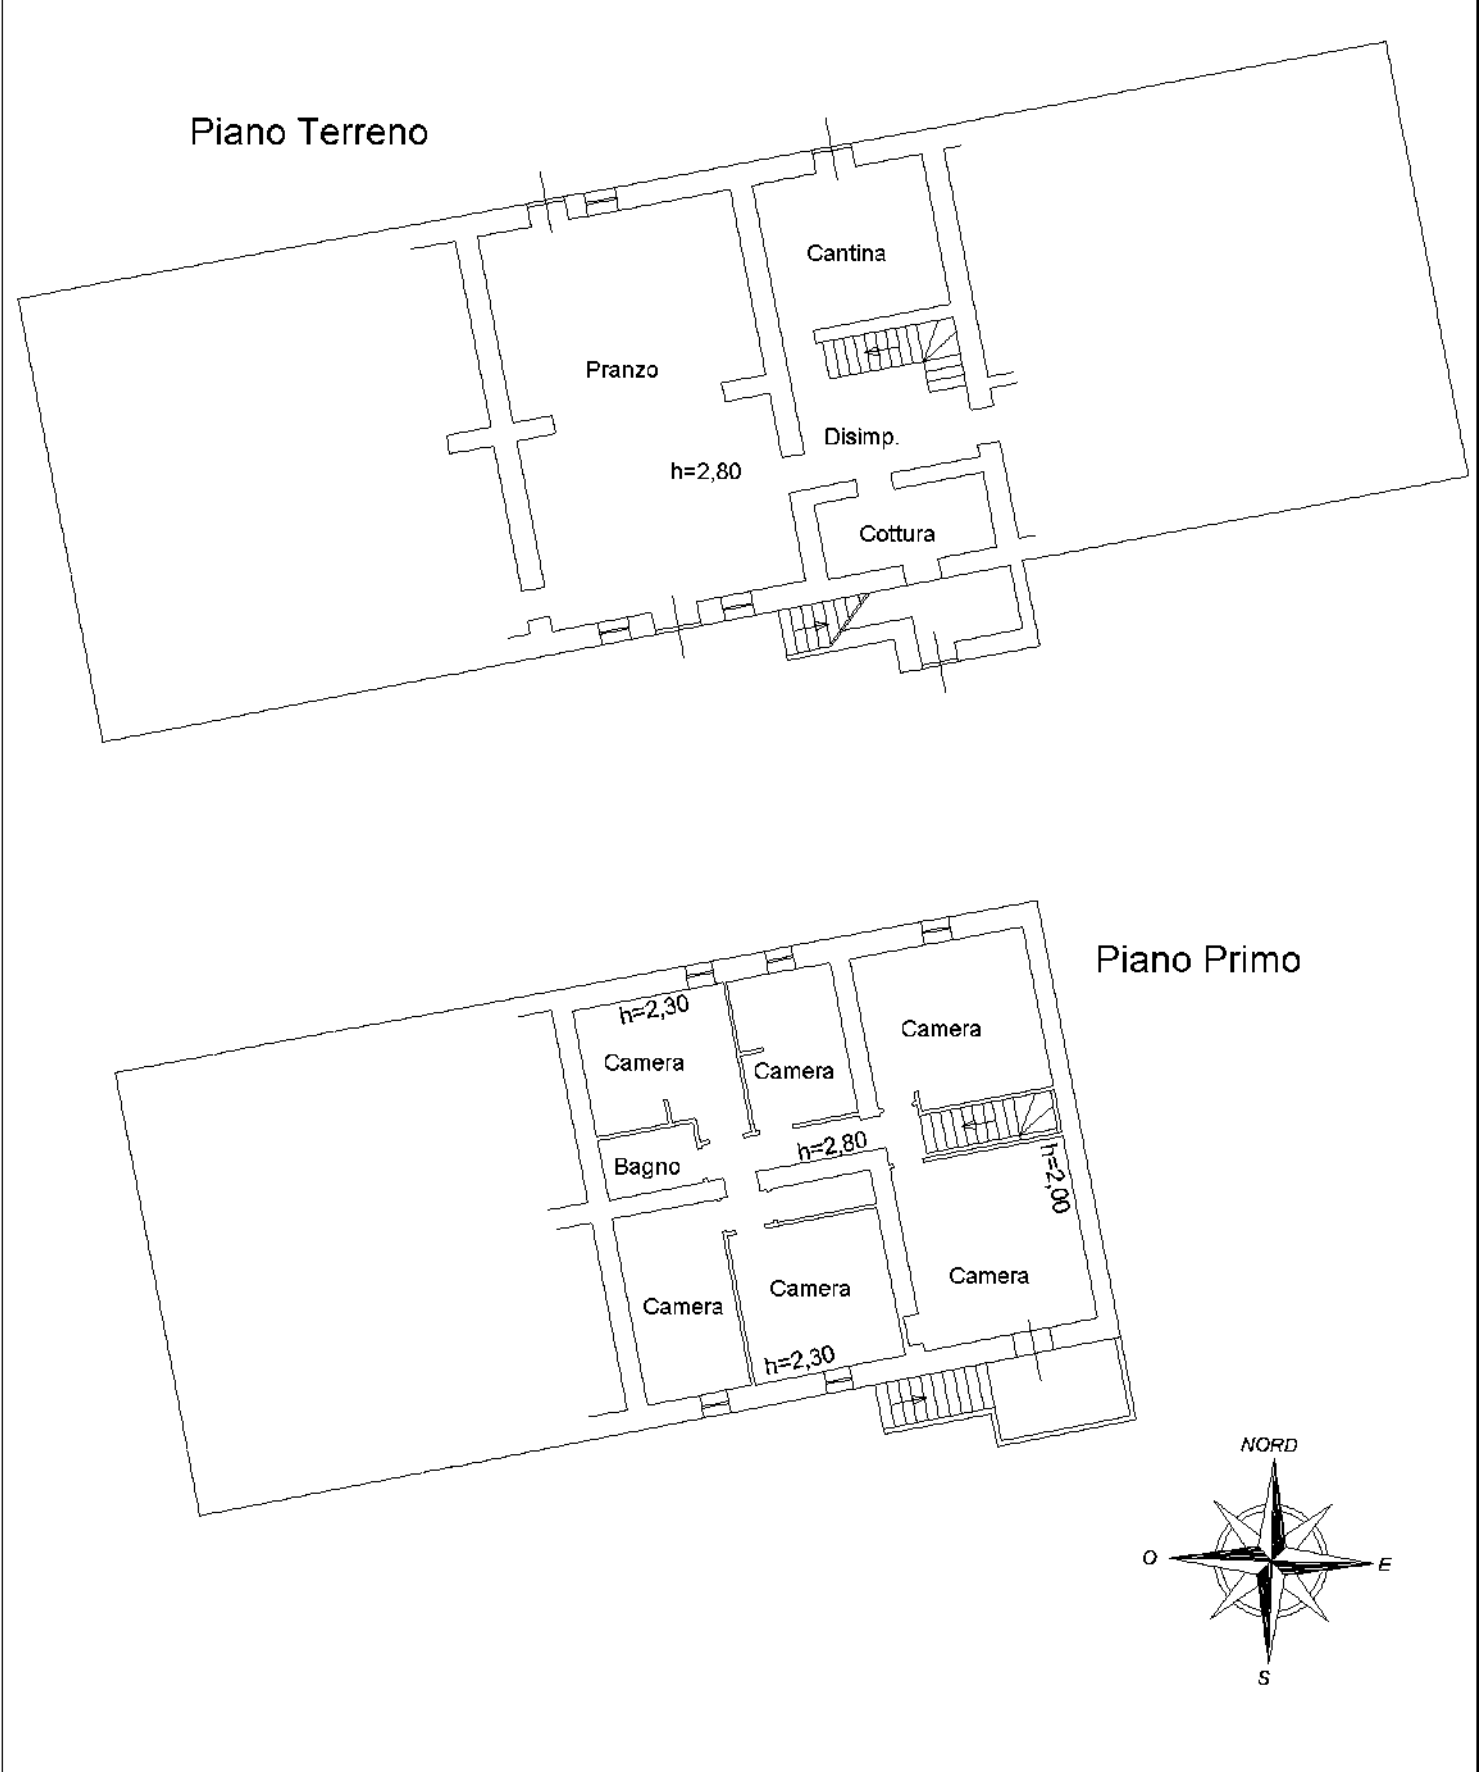 Piano Terreno
Cantina
Pranzo
Disimp.
h=2,80
Cottura
Piano Primo
h=2,30
Camera
Camera
Camera
h=2,80
Bagno
h=2,00
Camera
Camera
Camera
h=2,30
NORD
O
E
S